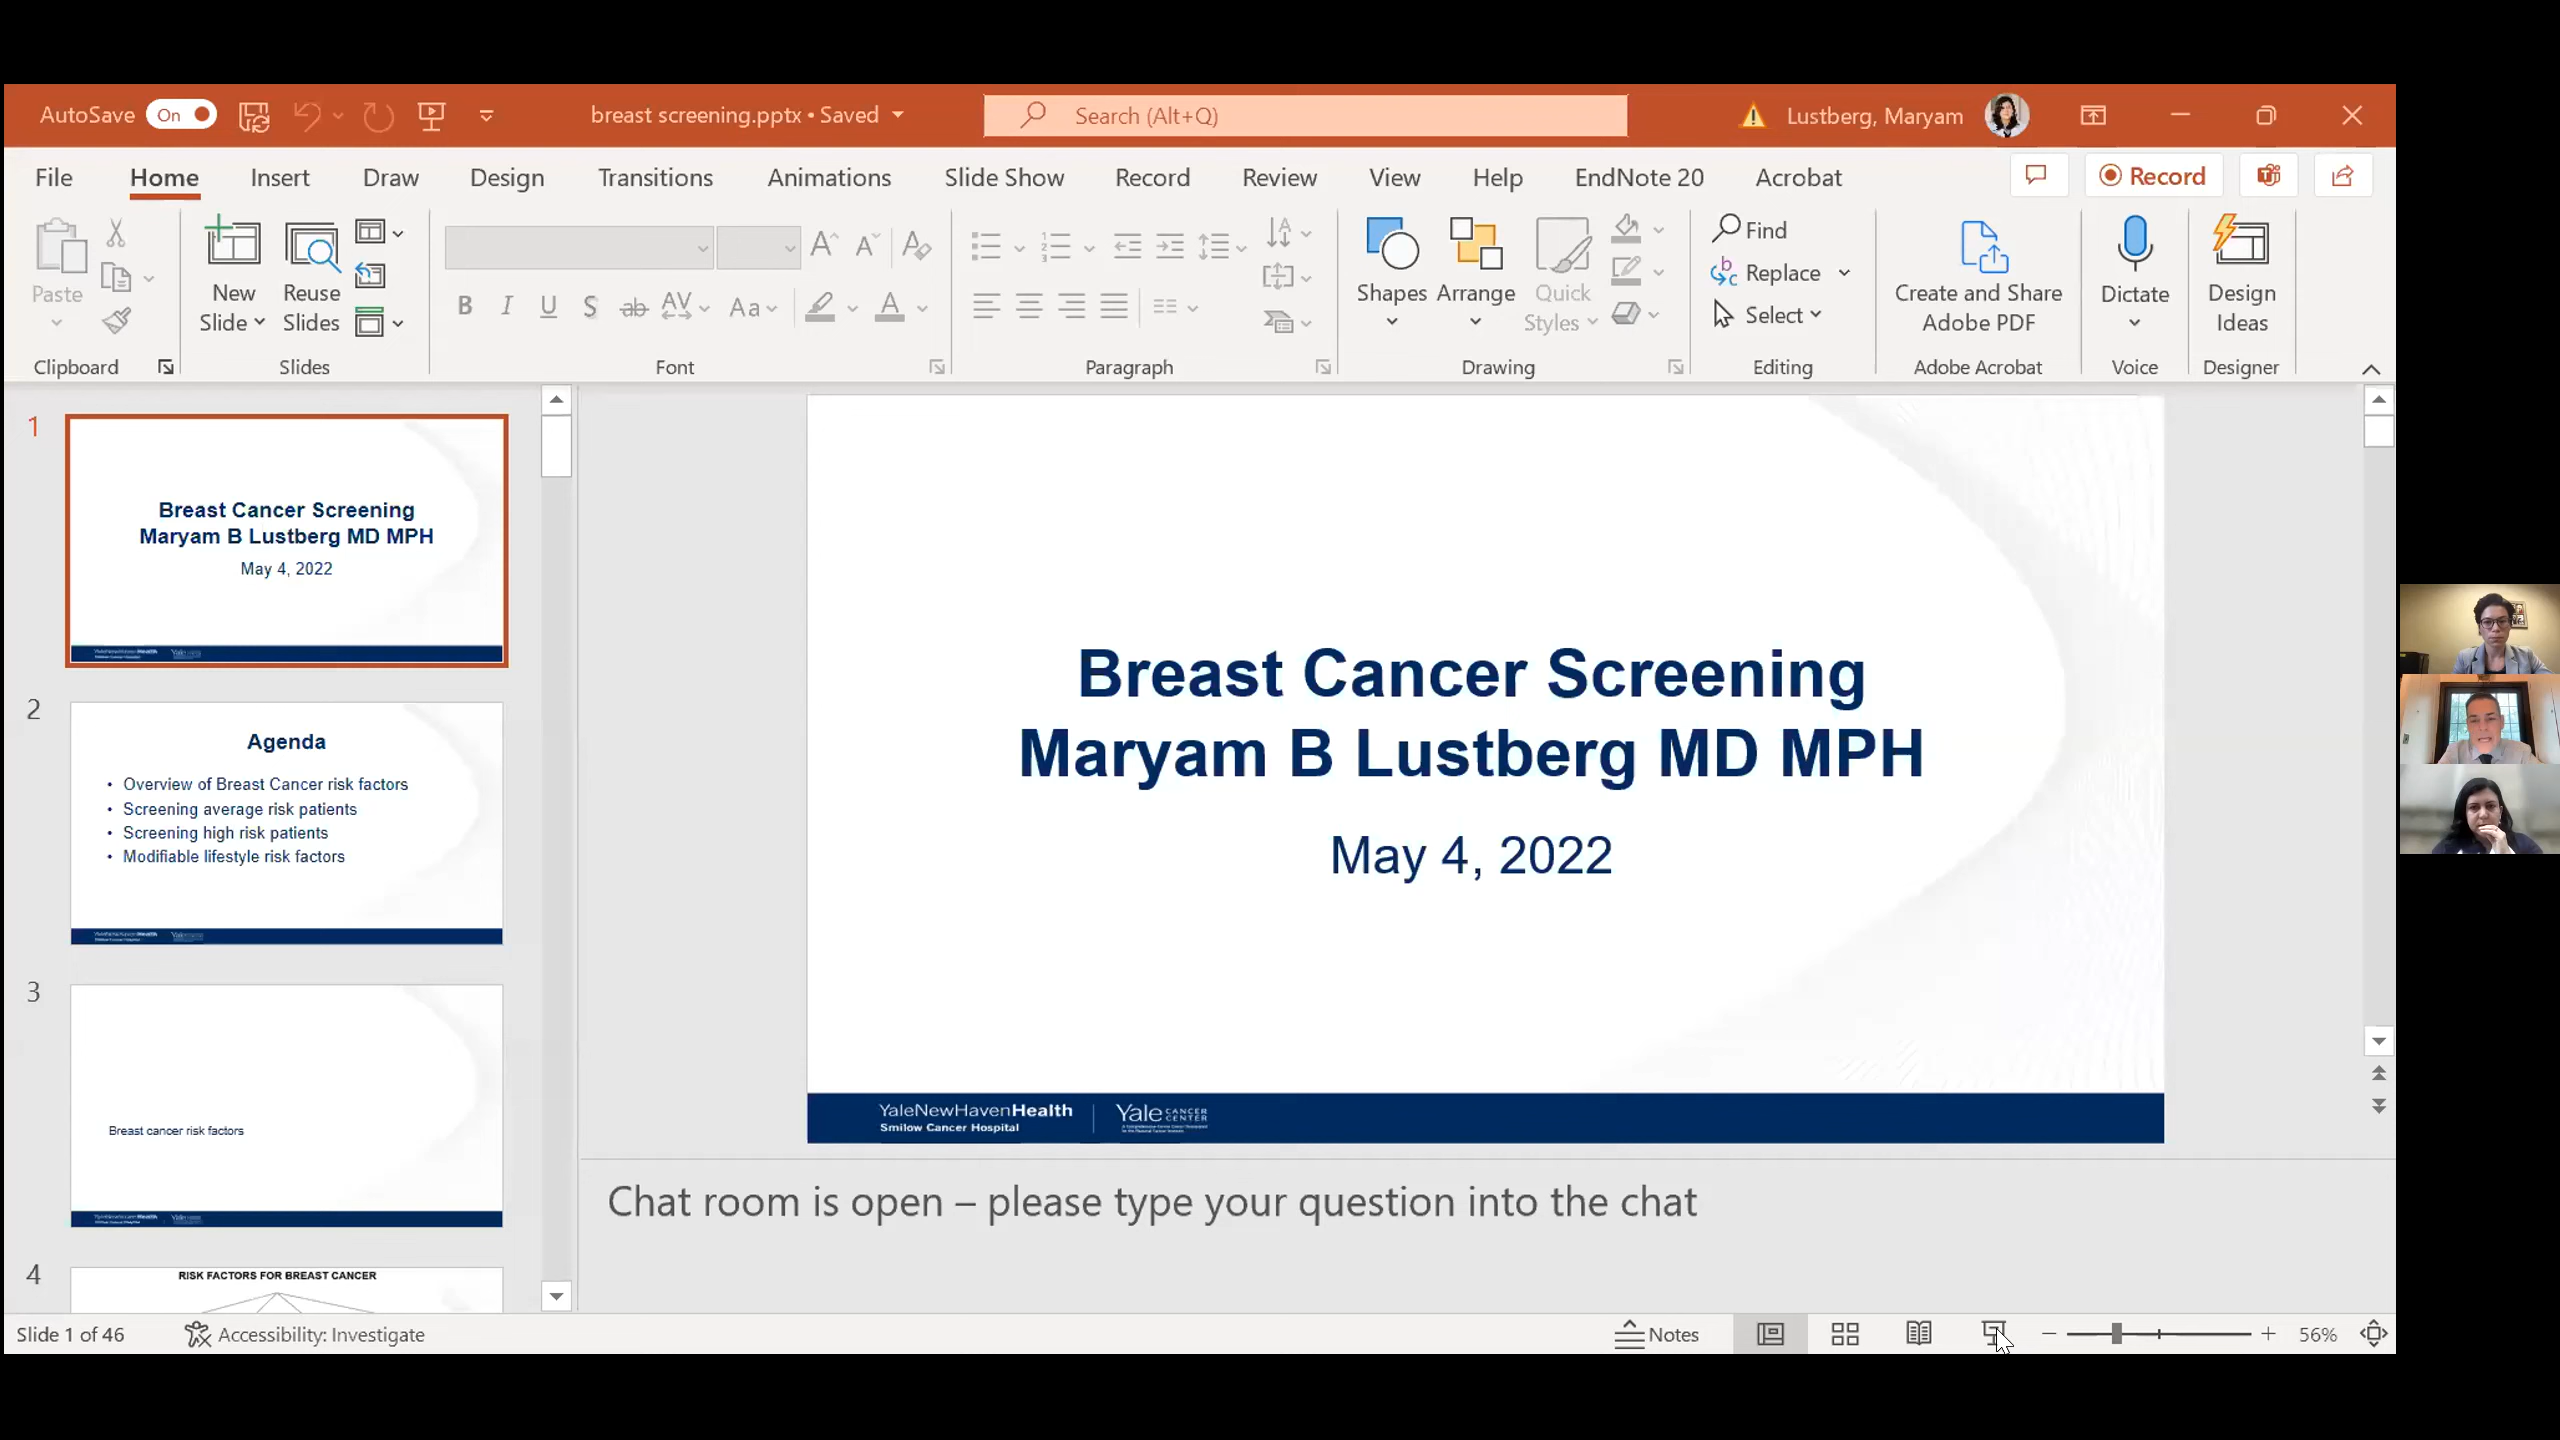 AutoSave On
breast screening.pptx • Saved
Search (Alt+Q)
Lustberg, Maryam
File Home Insert Draw Design Transitions Animations Slide Show Record Review View Help EndNote 20 Acrobat
Record
Paste
New Slide
Reuse Slides
Shapes
Arrange
Quick Styles
Find
Replace
Select
Create and Share Adobe PDF
Dictate
Design Ideas
Clipboard
Slides
Font
Paragraph
Drawing
Editing
Adobe Acrobat
Voice
Designer
1
Breast Cancer Screening
Maryam B Lustberg MD MPH
May 4, 2022
2
Agenda
• Overview of Breast Cancer risk factors
• Screening average risk patients
• Screening high risk patients
• Modifiable lifestyle risk factors
3
Breast cancer risk factors
4
RISK FACTORS FOR BREAST CANCER
Breast Cancer Screening
Maryam B Lustberg MD MPH
May 4, 2022
YaleNewHavenHealth
Smilow Cancer Hospital
Yale CANCER CENTER
Chat room is open – please type your question into the chat
Slide 1 of 46
Accessibility: Investigate
Notes
56%